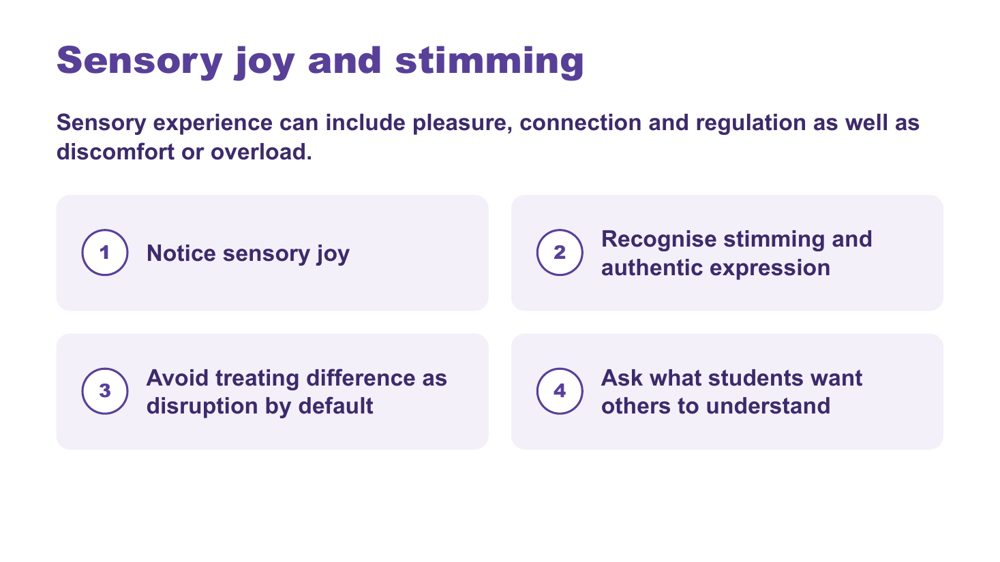 Sensory joy and stimming
Sensory experience can include pleasure, connection and regulation as well as
discomfort or overload.
1
Notice sensory joy
2
Recognise stimming and
authentic expression
3
Avoid treating difference as
disruption by default
4
Ask what students want
others to understand